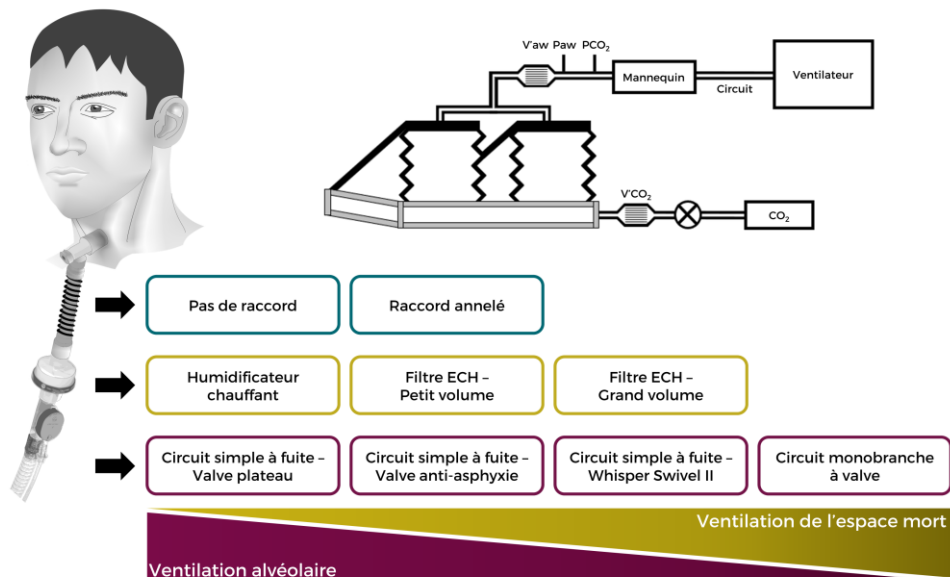 V'aw Paw PCO₂
Mannequin
Circuit
Ventilateur
V'CO₂
CO₂
Pas de raccord
Raccord annelé
Humidificateur
chauffant
Filtre ECH –
Petit volume
Filtre ECH –
Grand volume
Circuit simple à fuite –
Valve plateau
Circuit simple à fuite –
Valve anti-asphyxie
Circuit simple à fuite –
Whisper Swivel II
Circuit monobranche
à valve
Ventilation de l'espace mort
Ventilation alvéolaire